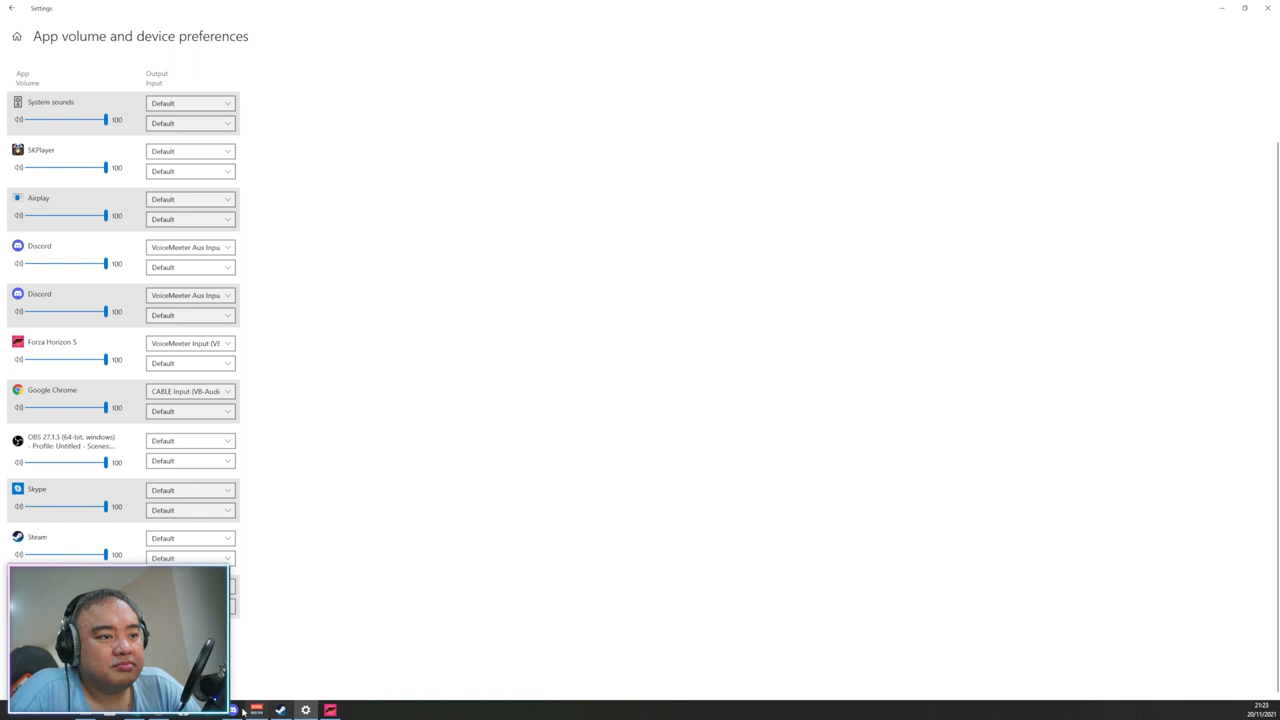 Settings
App volume and device preferences
App
Volume
Output
Input
System sounds
Default
100
Default
5KPlayer
Default
100
Default
Airplay
Default
100
Default
Discord
VoiceMeeter Aux Inpu
100
Default
Discord
VoiceMeeter Aux Inpu
100
Default
Forza Horizon 5
VoiceMeeter Input (VE
100
Default
Google Chrome
CABLE Input (VB-Audi
100
Default
OBS 27.1.3 (64-bit, windows)
- Profile: Untitled - Scenes:...
Default
100
Default
Skype
Default
100
Default
Steam
Default
100
Default
21:23
20/11/2021